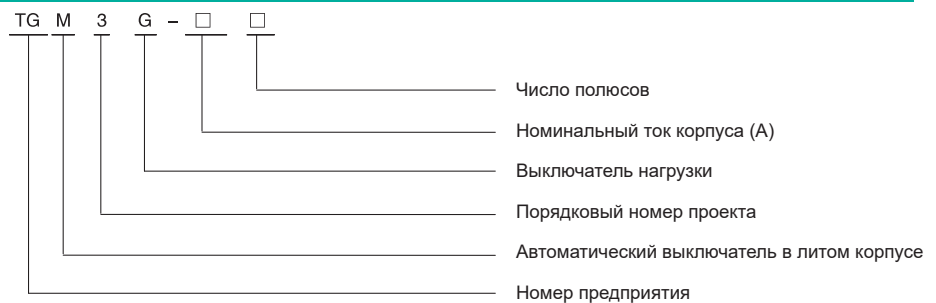 TG M 3 G – □ □
Число полюсов
Номинальный ток корпуса (А)
Выключатель нагрузки
Порядковый номер проекта
Автоматический выключатель в литом корпусе
Номер предприятия